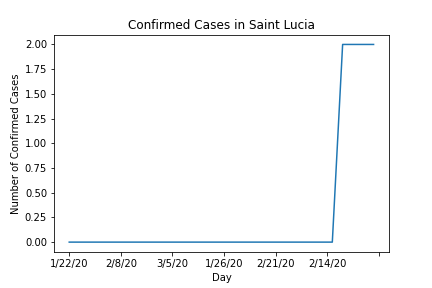 Confirmed Cases in Saint Lucia
Number of Confirmed Cases
2.00
1.75
1.50
1.25
1.00
0.75
0.50
0.25
0.00
1/22/20 2/8/20 3/5/20 1/26/20 2/21/20 2/14/20
Day